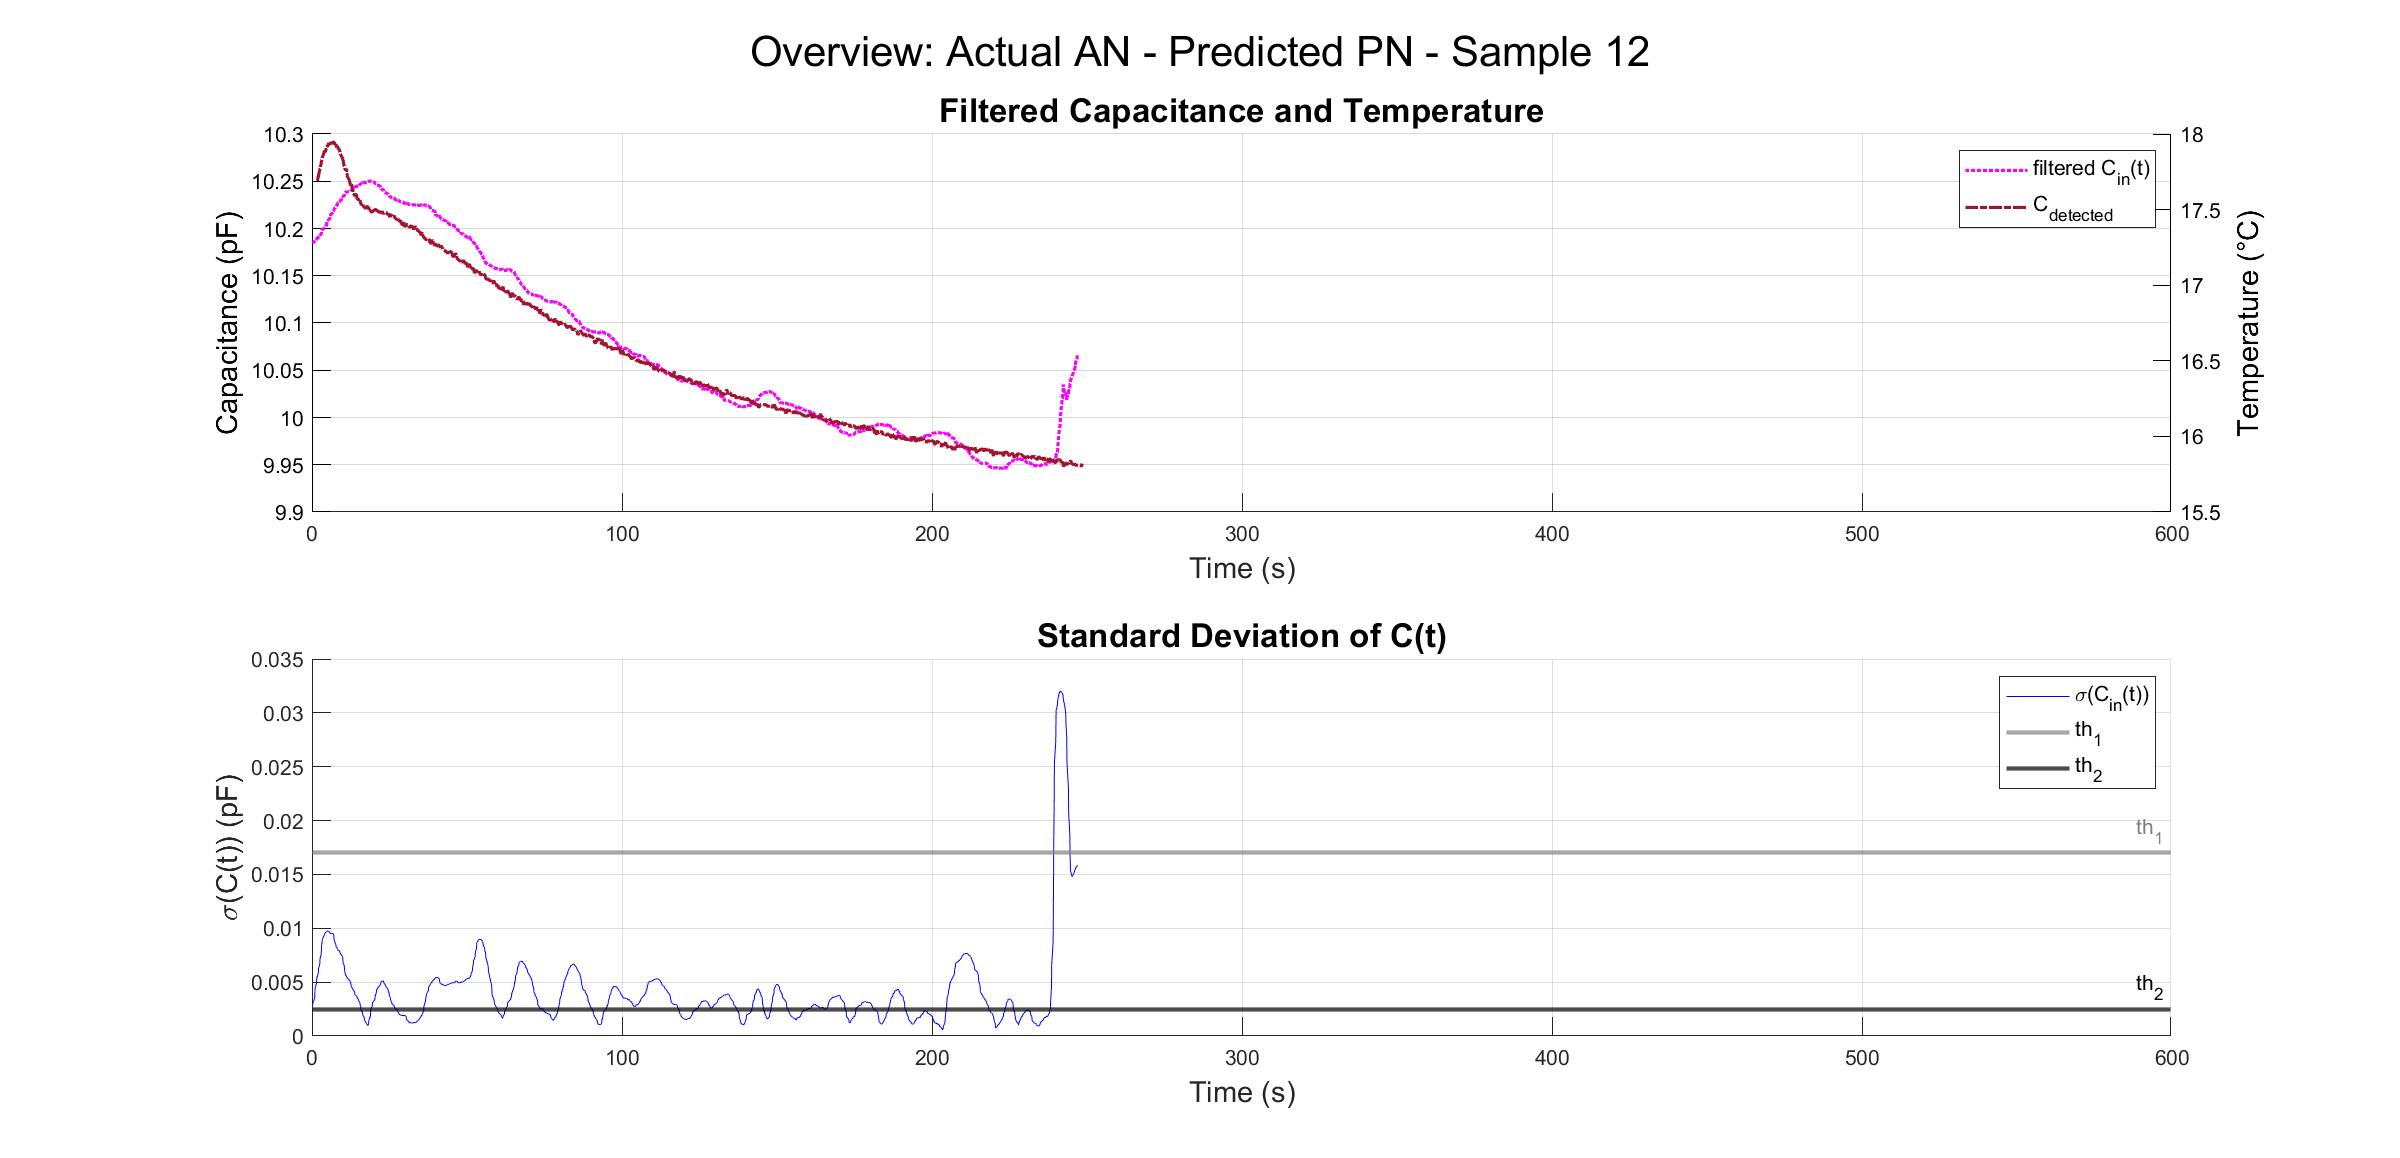 Overview: Actual AN - Predicted PN - Sample 12
Filtered Capacitance and Temperature
Capacitance (pF)
10.3
10.25
10.2
10.15
10.1
10.05
10
9.95
9.9
filtered C_in(t)
C_detected
18
17.5
17
16.5
16
15.5
Temperature (°C)
0 100 200 300 400 500 600
Time (s)
Standard Deviation of C(t)
σ(C(t)) (pF)
0.035
0.03
0.025
0.02
0.015
0.01
0.005
0
σ(C_in(t))
th_1
th_2
th_1
th_2
0 100 200 300 400 500 600
Time (s)